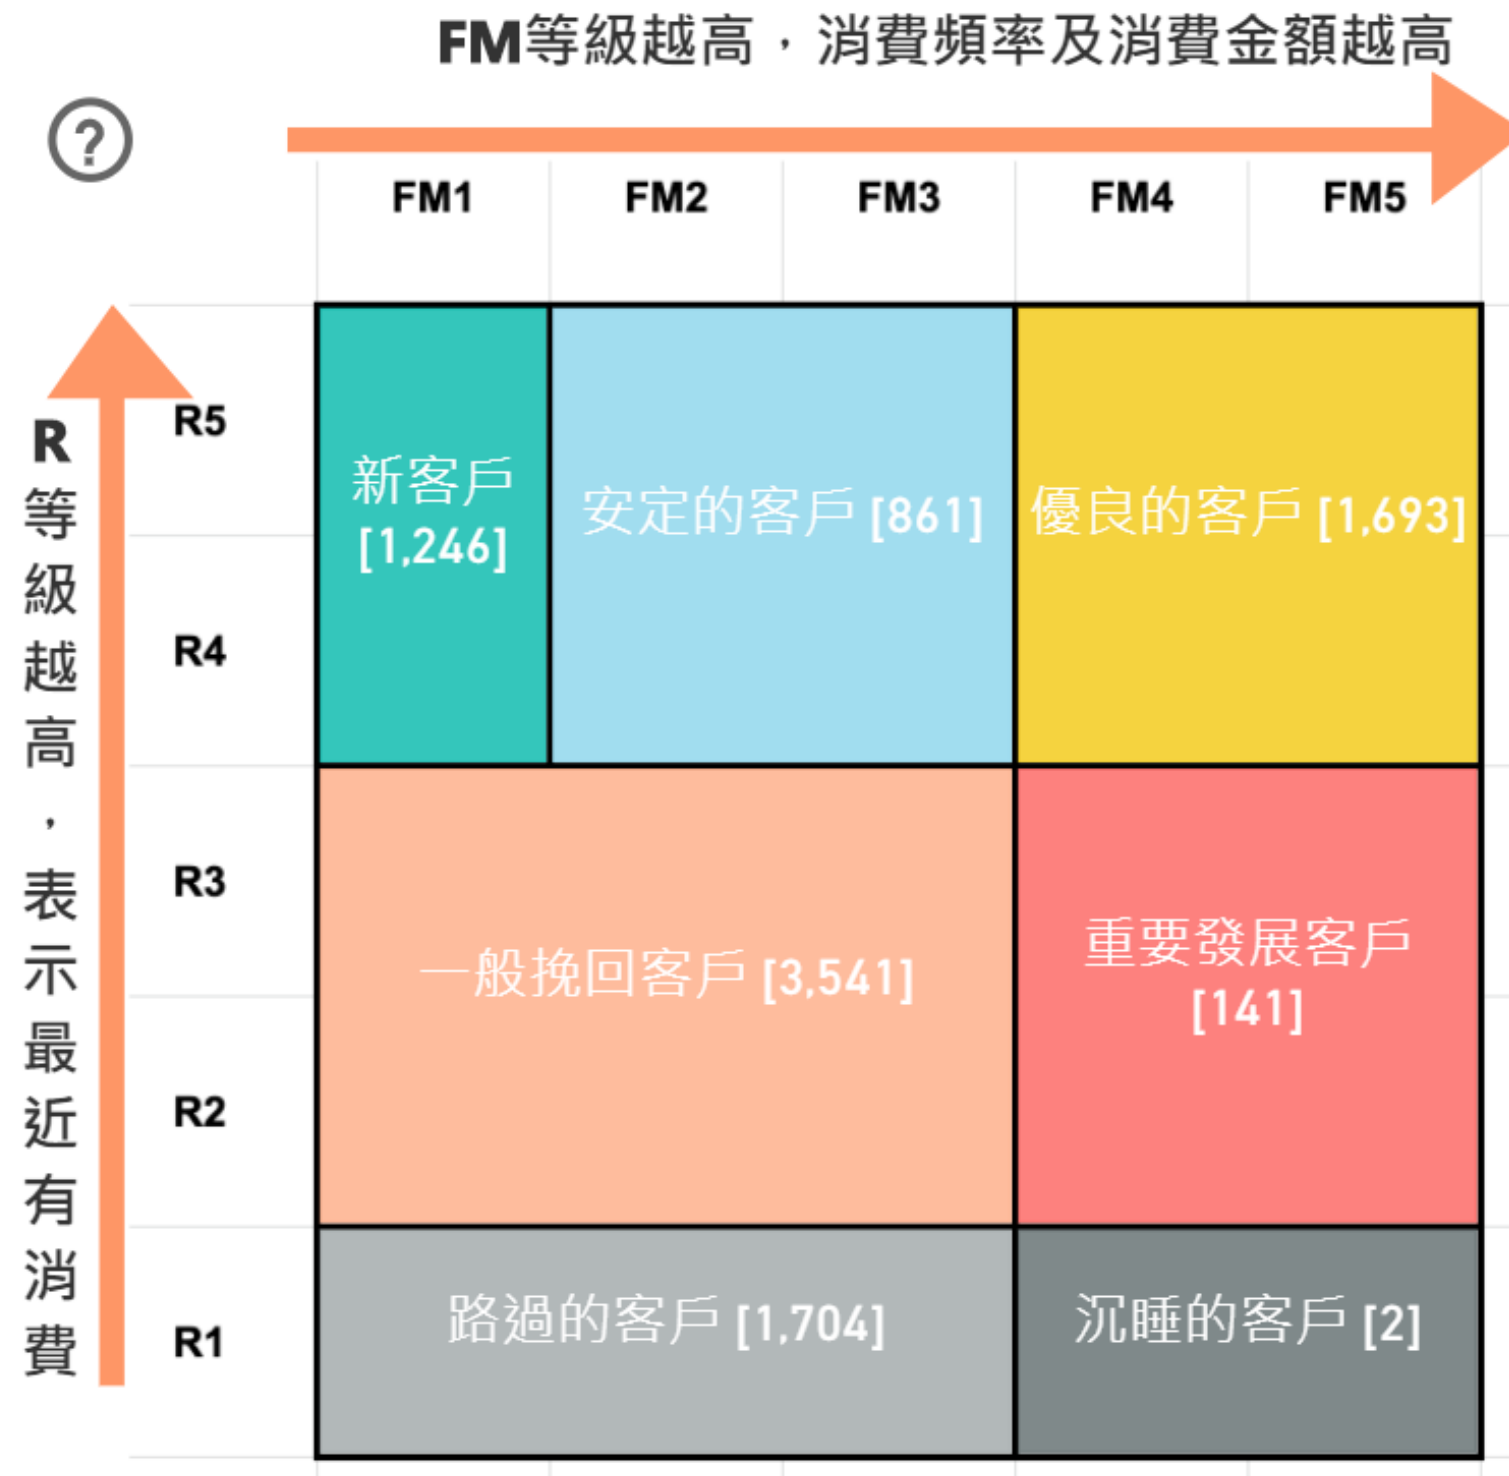 FM等級越高，消費頻率及消費金額越高
?
FM1 FM2 FM3 FM4 FM5
R等級越高，表示最近有消費
R5
新客戶
[1,246]
安定的客戶 [861]
優良的客戶 [1,693]
R4
R3
一般挽回客戶 [3,541]
重要發展客戶
[141]
R2
R1
路過的客戶 [1,704]
沉睡的客戶 [2]